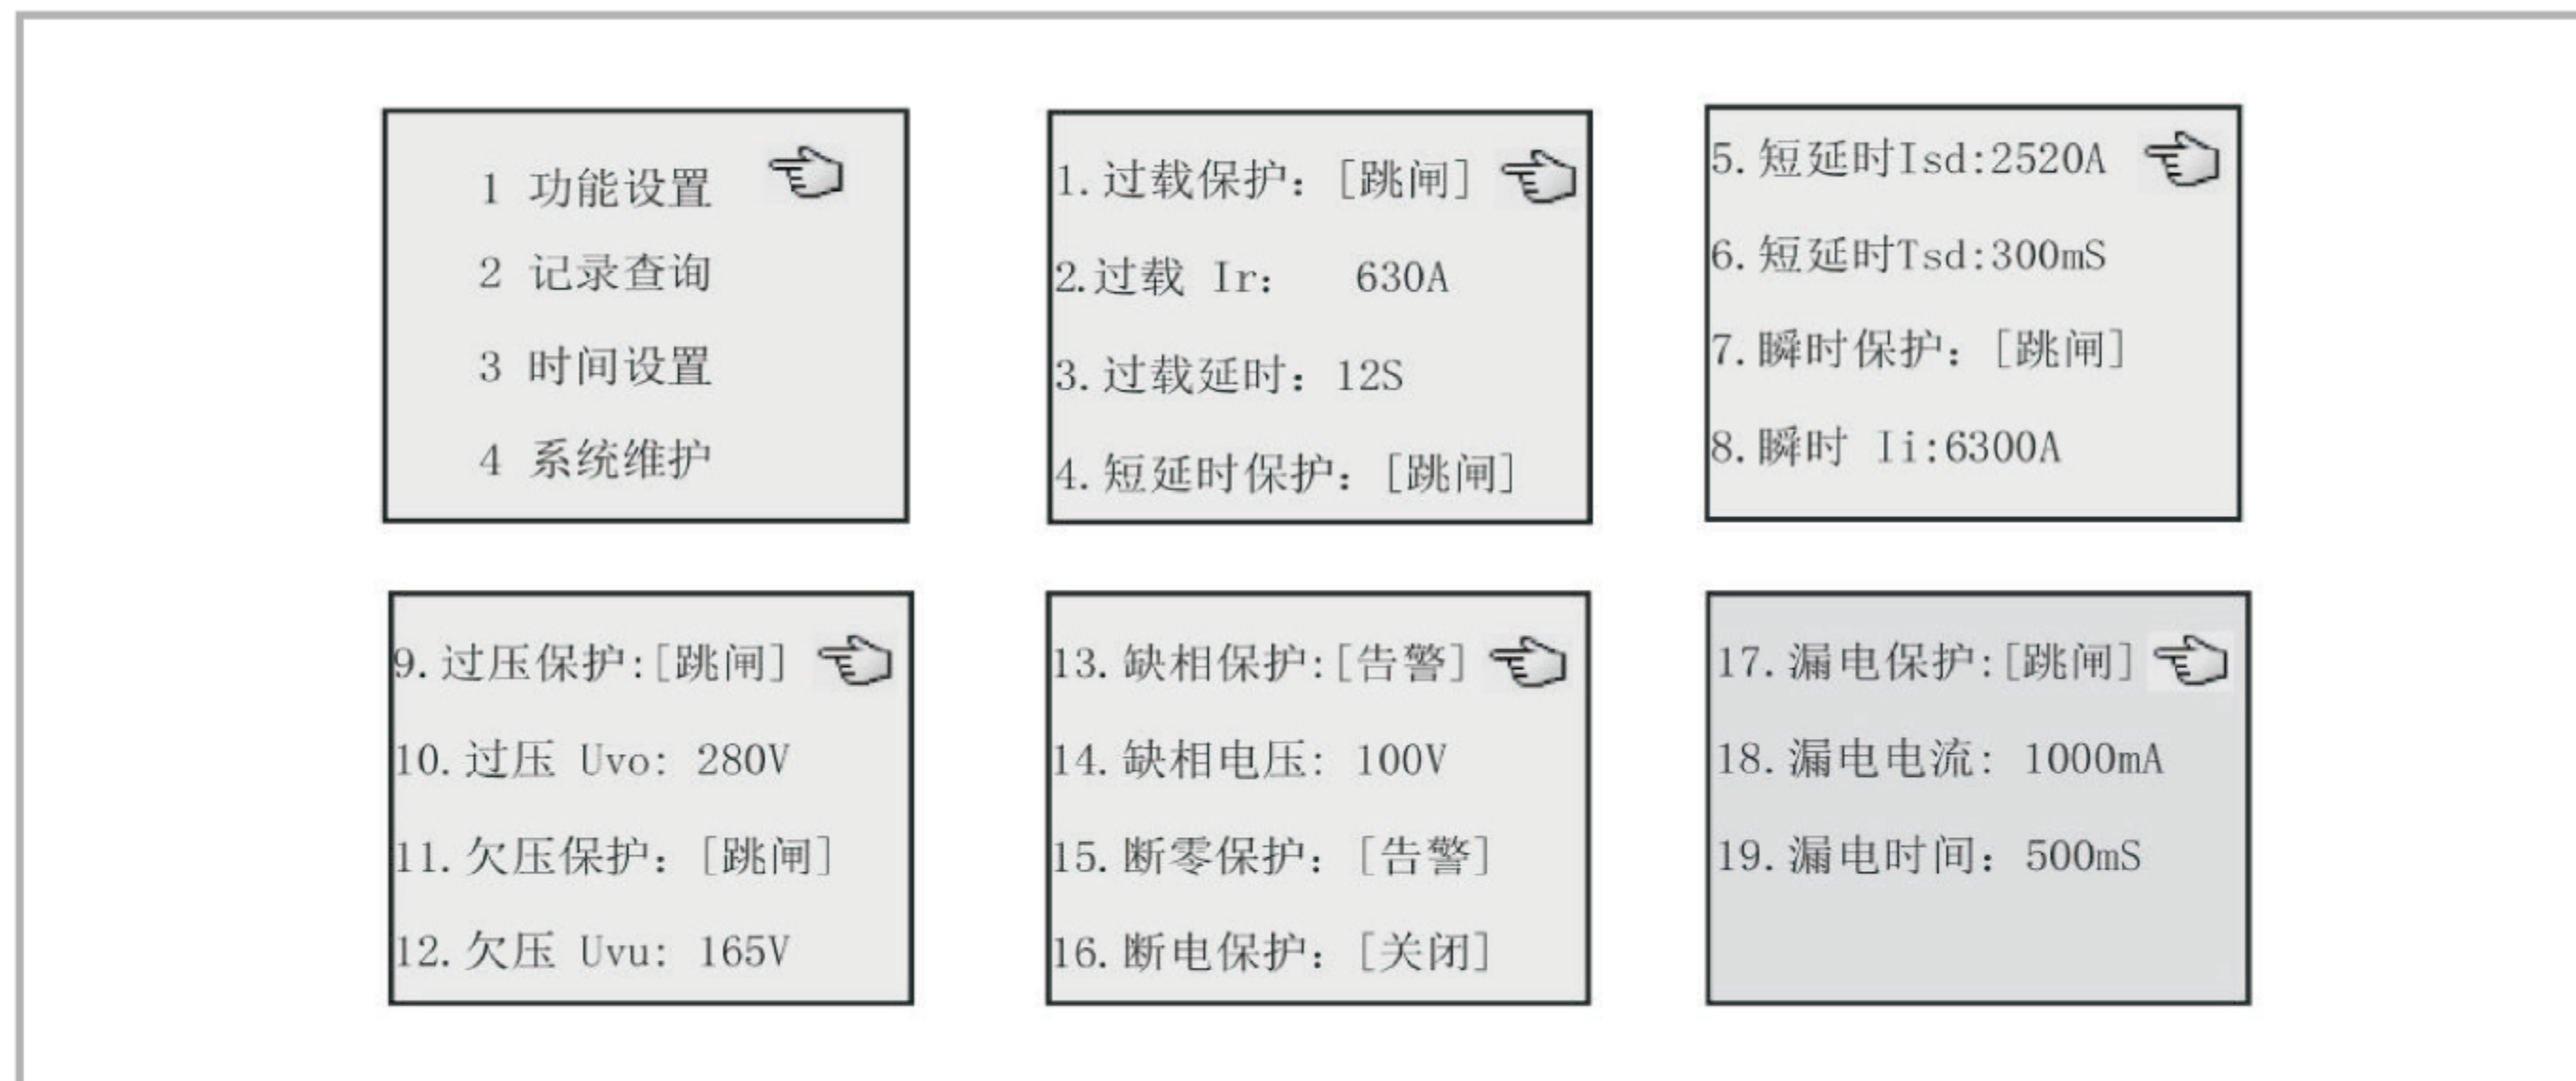 1 功能设置
2 记录查询
3 时间设置
4 系统维护
1.过载保护：[跳闸]
2.过载 Ir： 630A
3.过载延时：12S
4.短延时保护：[跳闸]
5.短延时Isd:2520A
6.短延时Tsd:300mS
7.瞬时保护：[跳闸]
8.瞬时 Ii:6300A
9.过压保护:[跳闸]
10.过压 Uvo: 280V
11.欠压保护：[跳闸]
12.欠压 Uvu: 165V
13.缺相保护:[告警]
14.缺相电压: 100V
15.断零保护：[告警]
16.断电保护：[关闭]
17.漏电保护:[跳闸]
18.漏电电流: 1000mA
19.漏电时间：500mS